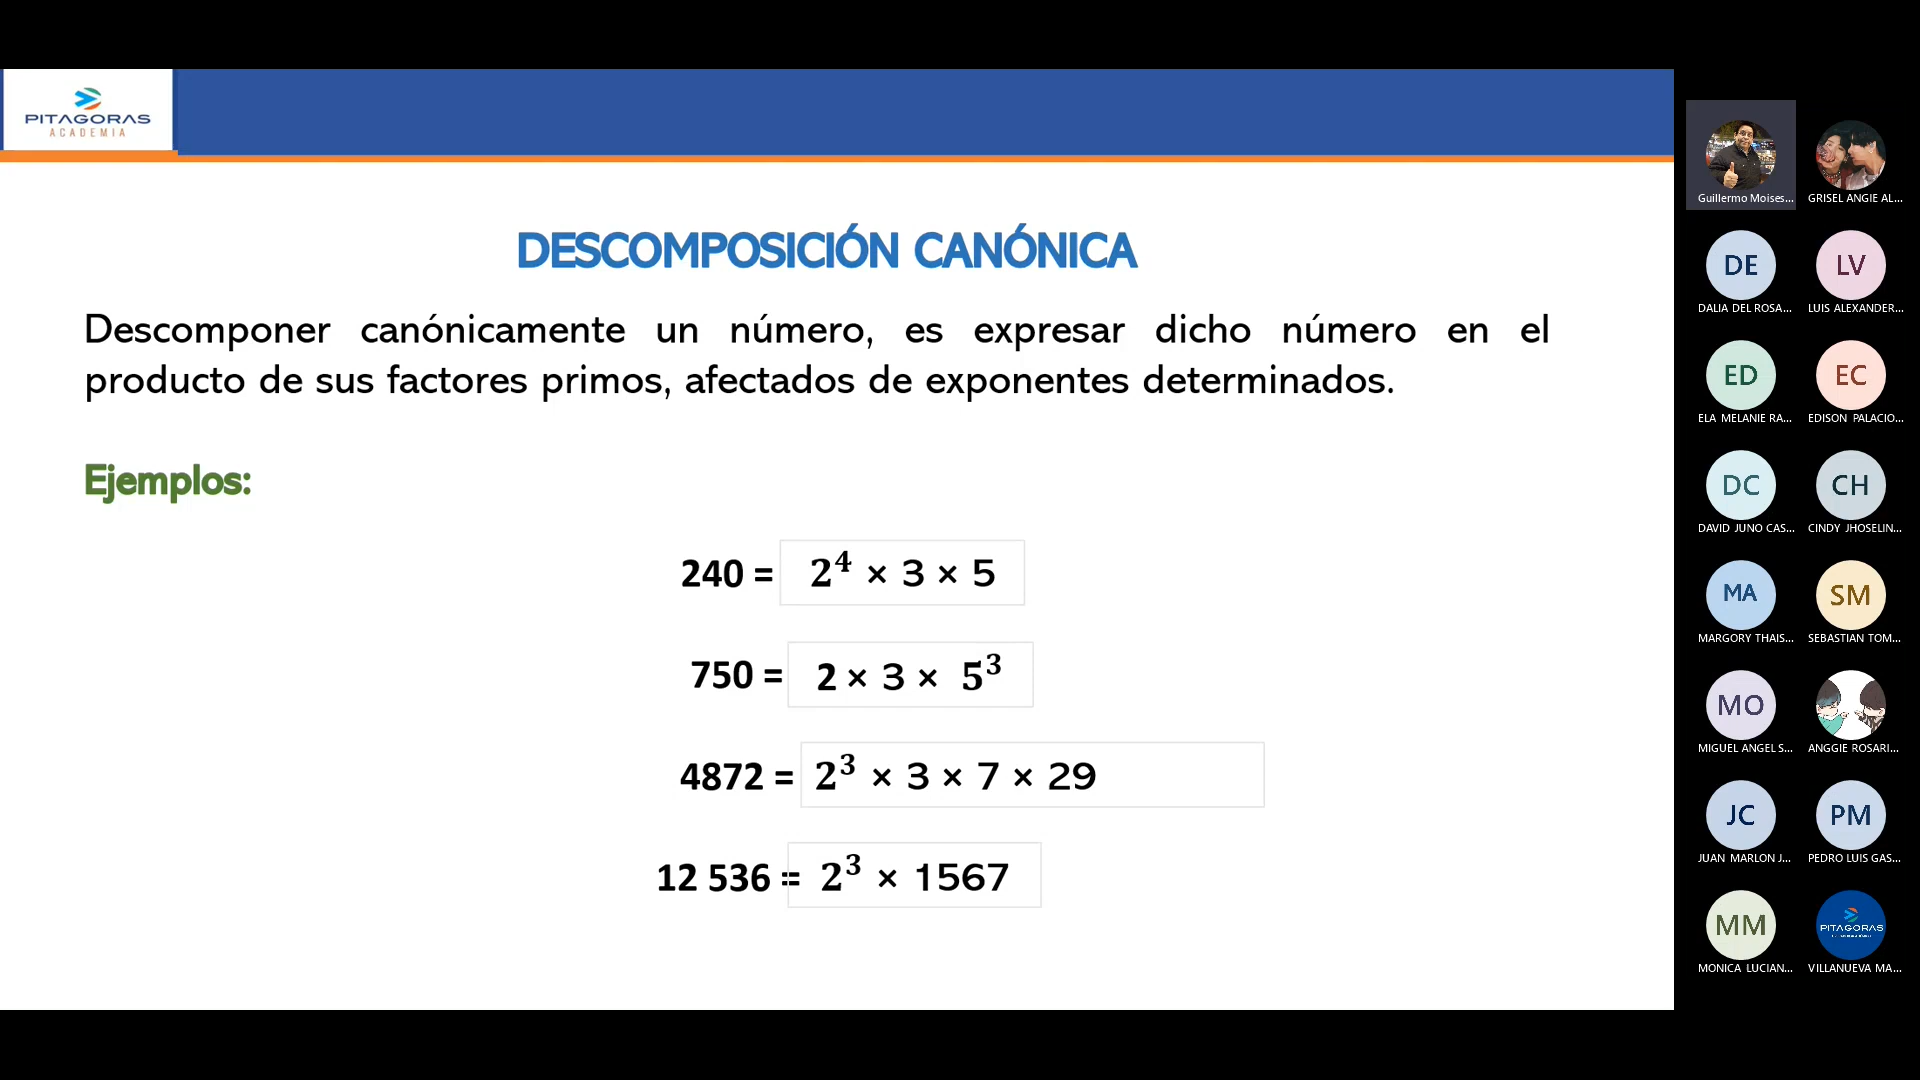 PITAGORAS
ACADEMIA
DESCOMPOSICIÓN CANÓNICA
Descomponer canónicamente un número, es expresar dicho número en el
producto de sus factores primos, afectados de exponentes determinados.
Ejemplos:
240 = 2⁴ × 3 × 5
750 = 2 × 3 × 5³
4872 = 2³ × 3 × 7 × 29
12 536 = 2³ × 1567
Guillermo Moises...
GRISEL ANGIE AL...
DE
LV
DALIA DEL ROSA...
LUIS ALEXANDER...
ED
EC
ELA MELANIE RA...
EDISON PALACIO...
DC
CH
DAVID JUNO CAS...
CINDY JHOSELIN...
MA
SM
MARGORY THAIS...
SEBASTIAN TOM...
MO
MIGUEL ANGEL S...
ANGGIE ROSARI...
JC
PM
JUAN MARLON J...
PEDRO LUIS GAS...
MM
PITAGORAS
MONICA LUCIAN...
VILLANUEVA MA...